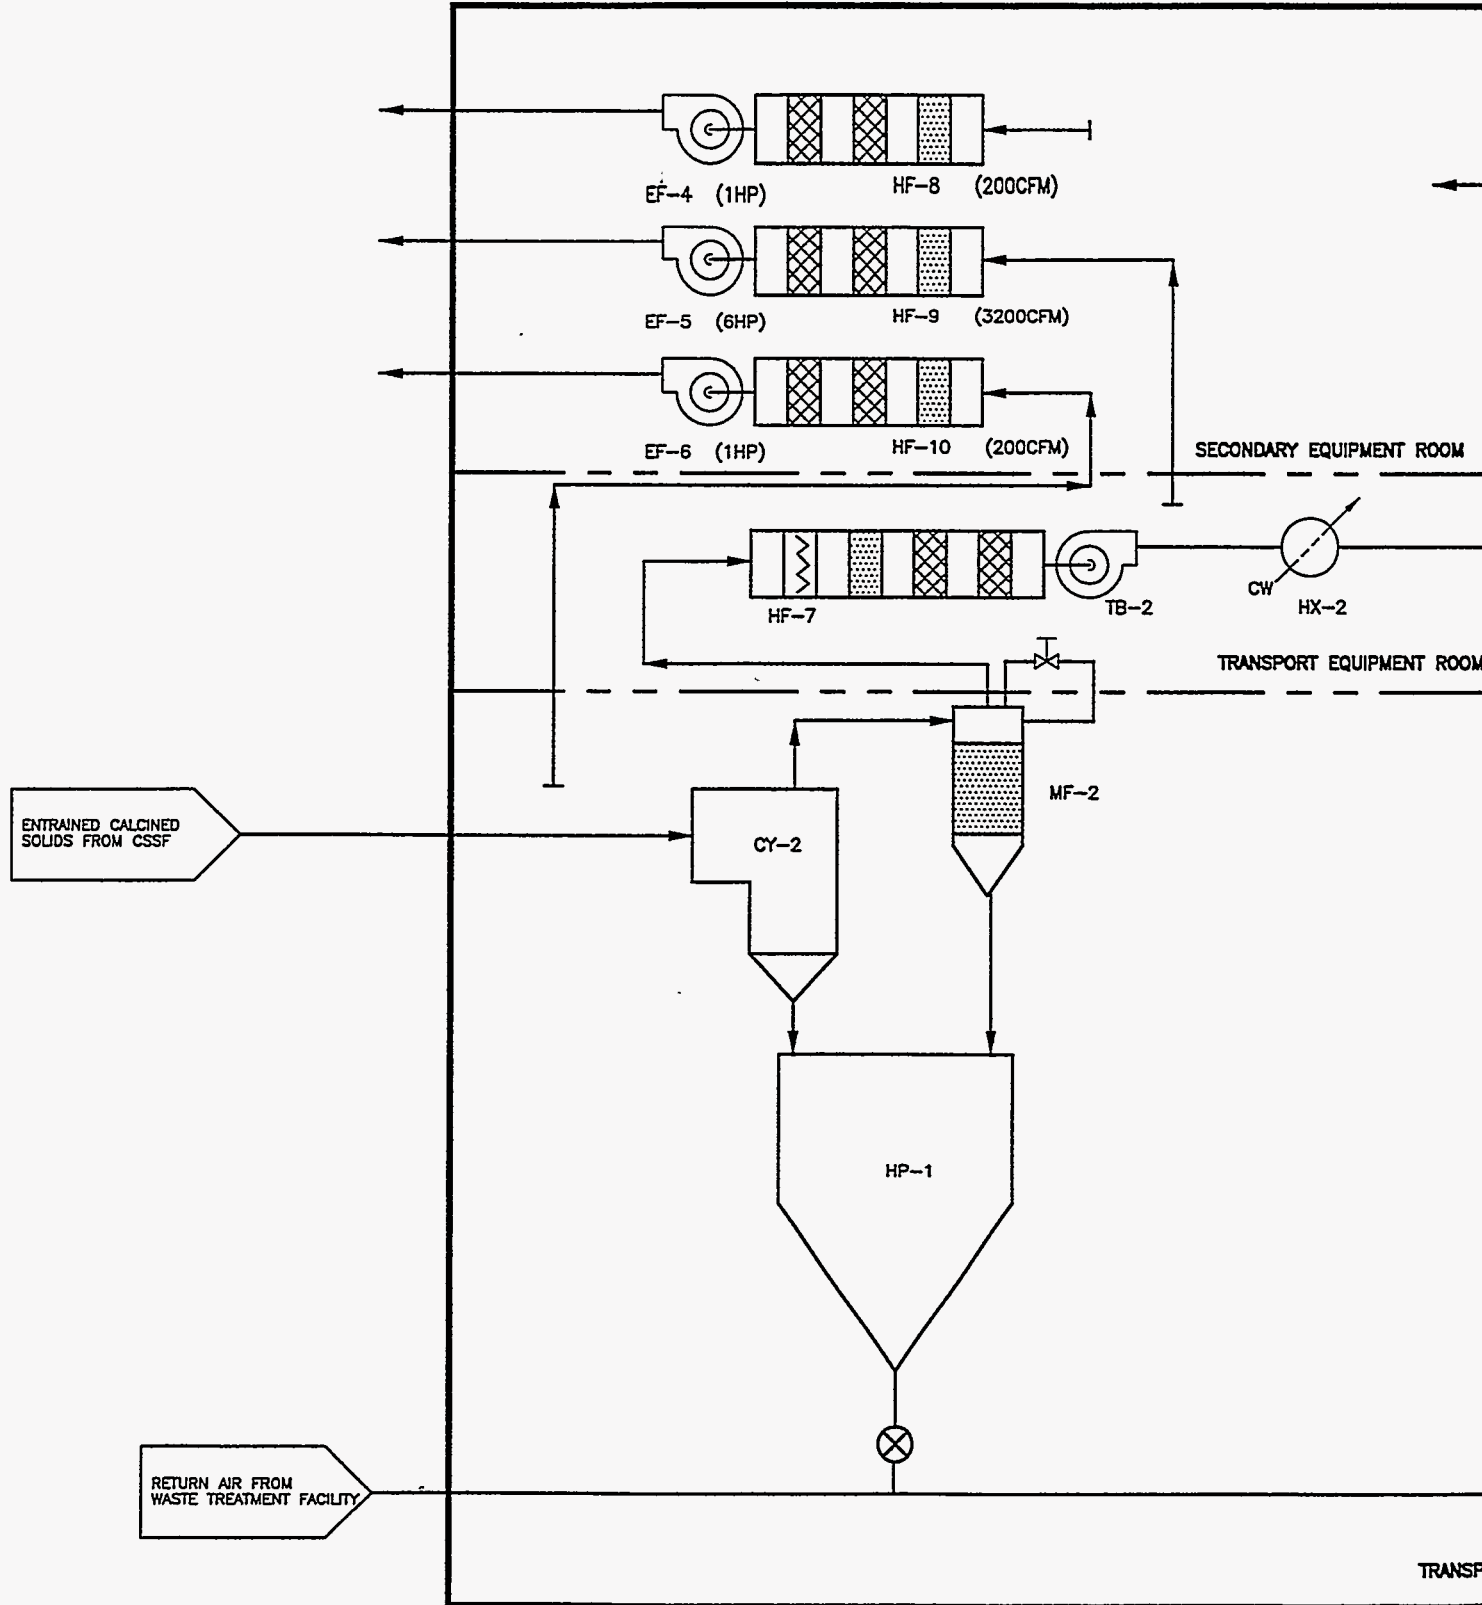 EF-4 (1HP)
HF-8 (200CFM)
EF-5 (6HP)
HF-9 (3200CFM)
EF-6 (1HP)
HF-10 (200CFM)
SECONDARY EQUIPMENT ROOM
HF-7
TB-2
CW
HX-2
TRANSPORT EQUIPMENT ROOM
MF-2
ENTRAINED CALCINED
SOLIDS FROM CSSF
CY-2
HP-1
RETURN AIR FROM
WASTE TREATMENT FACILITY
TRANSP